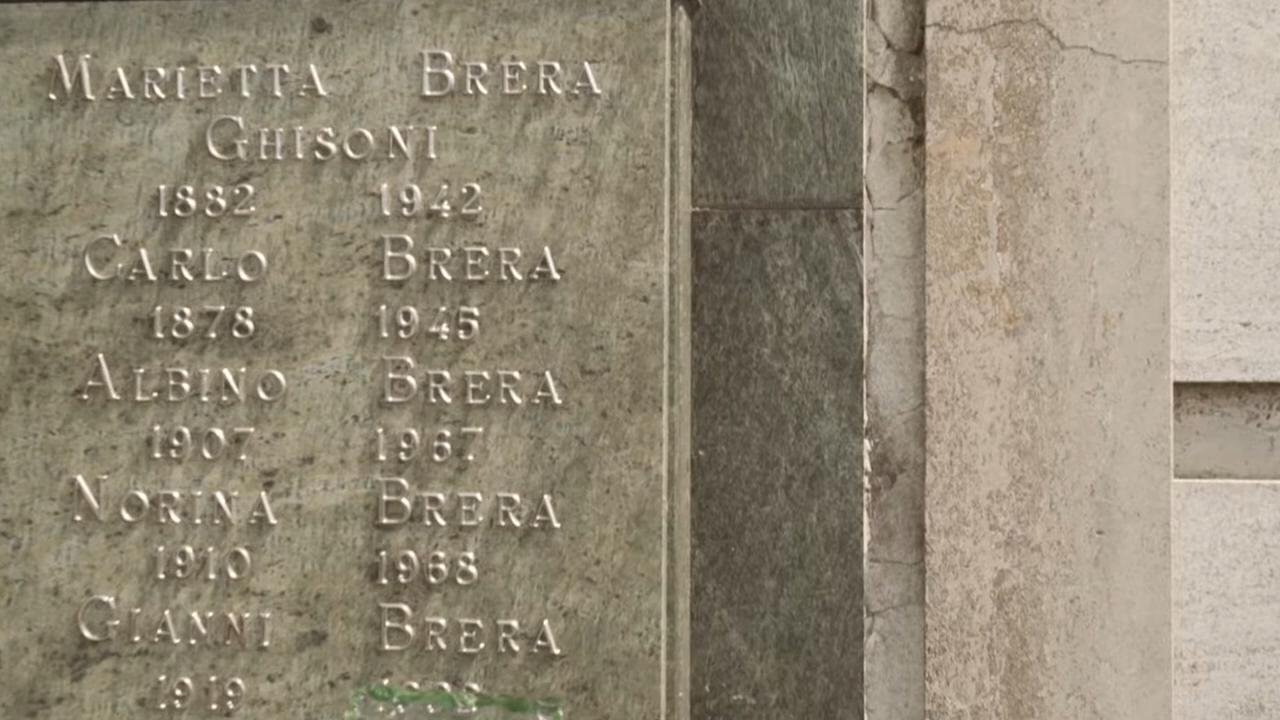 MARIETTA BRERA
GHISONI
1882 1942
CARLO BRERA
1878 1945
ALBINO BRERA
1907 1967
NORINA BRERA
1910 1968
GIANNI BRERA
1919